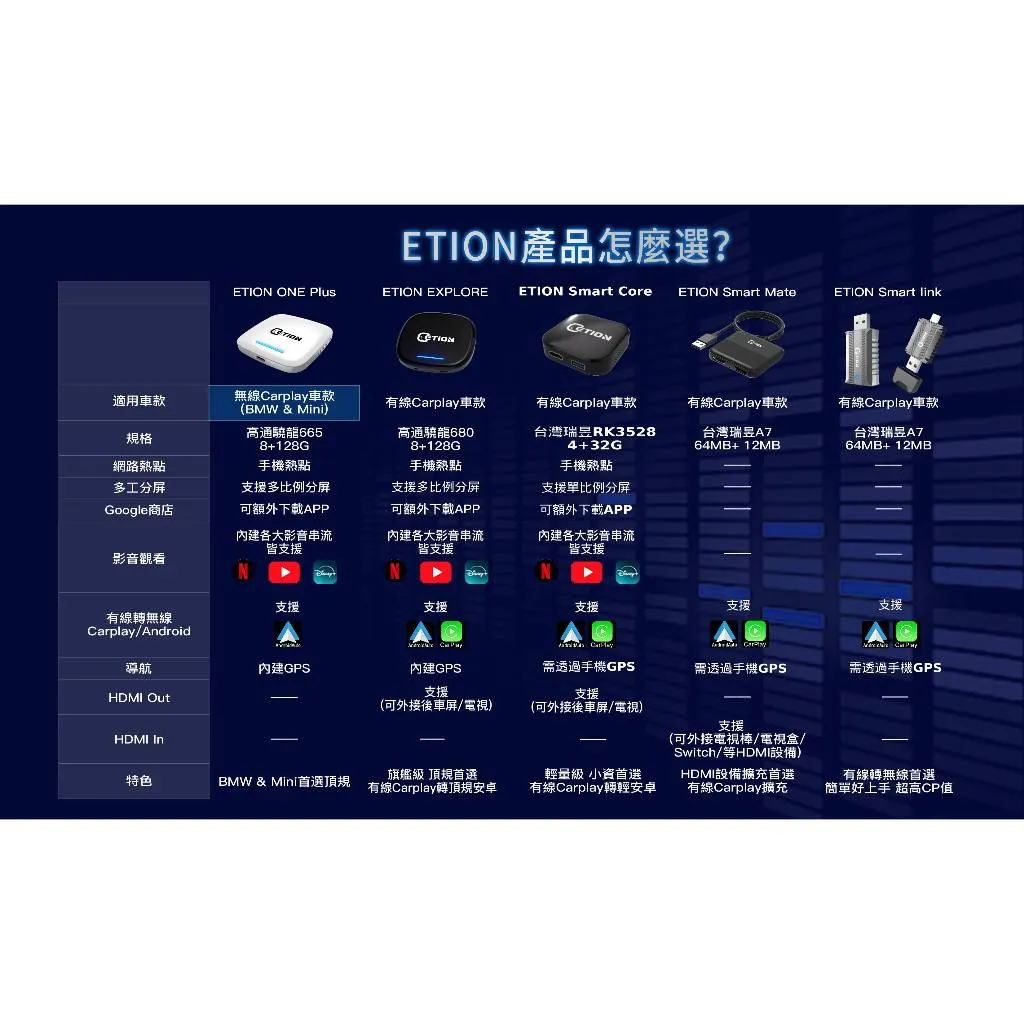 ETION產品怎麼選?
ETION ONE Plus
ETION EXPLORE
ETION Smart Core
ETION Smart Mate
ETION Smart link
ETION
ETION
ETION
ETION
ETION
適用車款
無線Carplay車款
(BMW & Mini)
有線Carplay車款
有線Carplay車款
有線Carplay車款
有線Carplay車款
規格
高通驍龍665
8+128G
高通驍龍680
8+128G
台灣瑞昱RK3528
4+32G
台灣瑞昱A7
64MB+ 12MB
台灣瑞昱A7
64MB+ 12MB
網路熱點
手機熱點
手機熱點
手機熱點
多工分屏
支援多比例分屏
支援多比例分屏
支援單比例分屏
Google商店
可額外下載APP
可額外下載APP
可額外下載APP
影音觀看
內建各大影音串流
皆支援
N
Disney+
內建各大影音串流
皆支援
N
Disney+
內建各大影音串流
皆支援
N
Disney+
有線轉無線
Carplay/Android
支援
AndroidAuto
支援
AndroidAuto
CarPlay
支援
AndroidAuto
CarPlay
支援
AndroidAuto
CarPlay
支援
AndroidAuto
CarPlay
導航
內建GPS
內建GPS
需透過手機GPS
需透過手機GPS
需透過手機GPS
HDMI Out
支援
(可外接後車屏/電視)
支援
(可外接後車屏/電視)
HDMI In
支援
(可外接電視棒/電視盒/
Switch/等HDMI設備)
特色
BMW & Mini首選頂規
旗艦級 頂規首選
有線Carplay轉頂規安卓
輕量級 小資首選
有線Carplay轉輕安卓
HDMI設備擴充首選
有線Carplay擴充
有線轉無線首選
簡單好上手 超高CP值